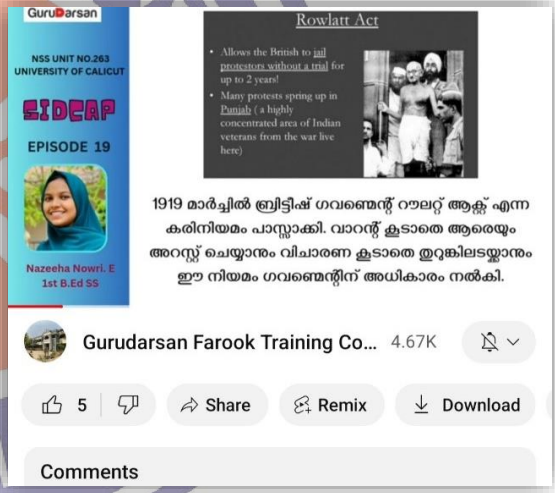 GuruDarsan
NSS UNIT NO.263
UNIVERSITY OF CALICUT
SIDCAP
EPISODE 19
Nazeeha Nowri. E
1st B.Ed SS
Rowlatt Act
• Allows the British to jail
protestors without a trial for
up to 2 years!
• Many protests spring up in
Punjab ( a highly
concentrated area of Indian
veterans from the war live
here)
1919 മാർച്ചിൽ ബ്രിട്ടീഷ് ഗവണ്മെന്റ് റൗലറ്റ് ആക്ട് എന്ന
കരിനിയമം പാസ്സാക്കി. വാറന്റ് കൂടാതെ ആരെയും
അറസ്റ്റ് ചെയ്യാനും വിചാരണ കൂടാതെ തുറുങ്കിലടയ്ക്കാനും
ഈ നിയമം ഗവണ്മെന്റിന് അധികാരം നൽകി.
Gurudarsan Farook Training Co... 4.67K
5 Share Remix Download
Comments